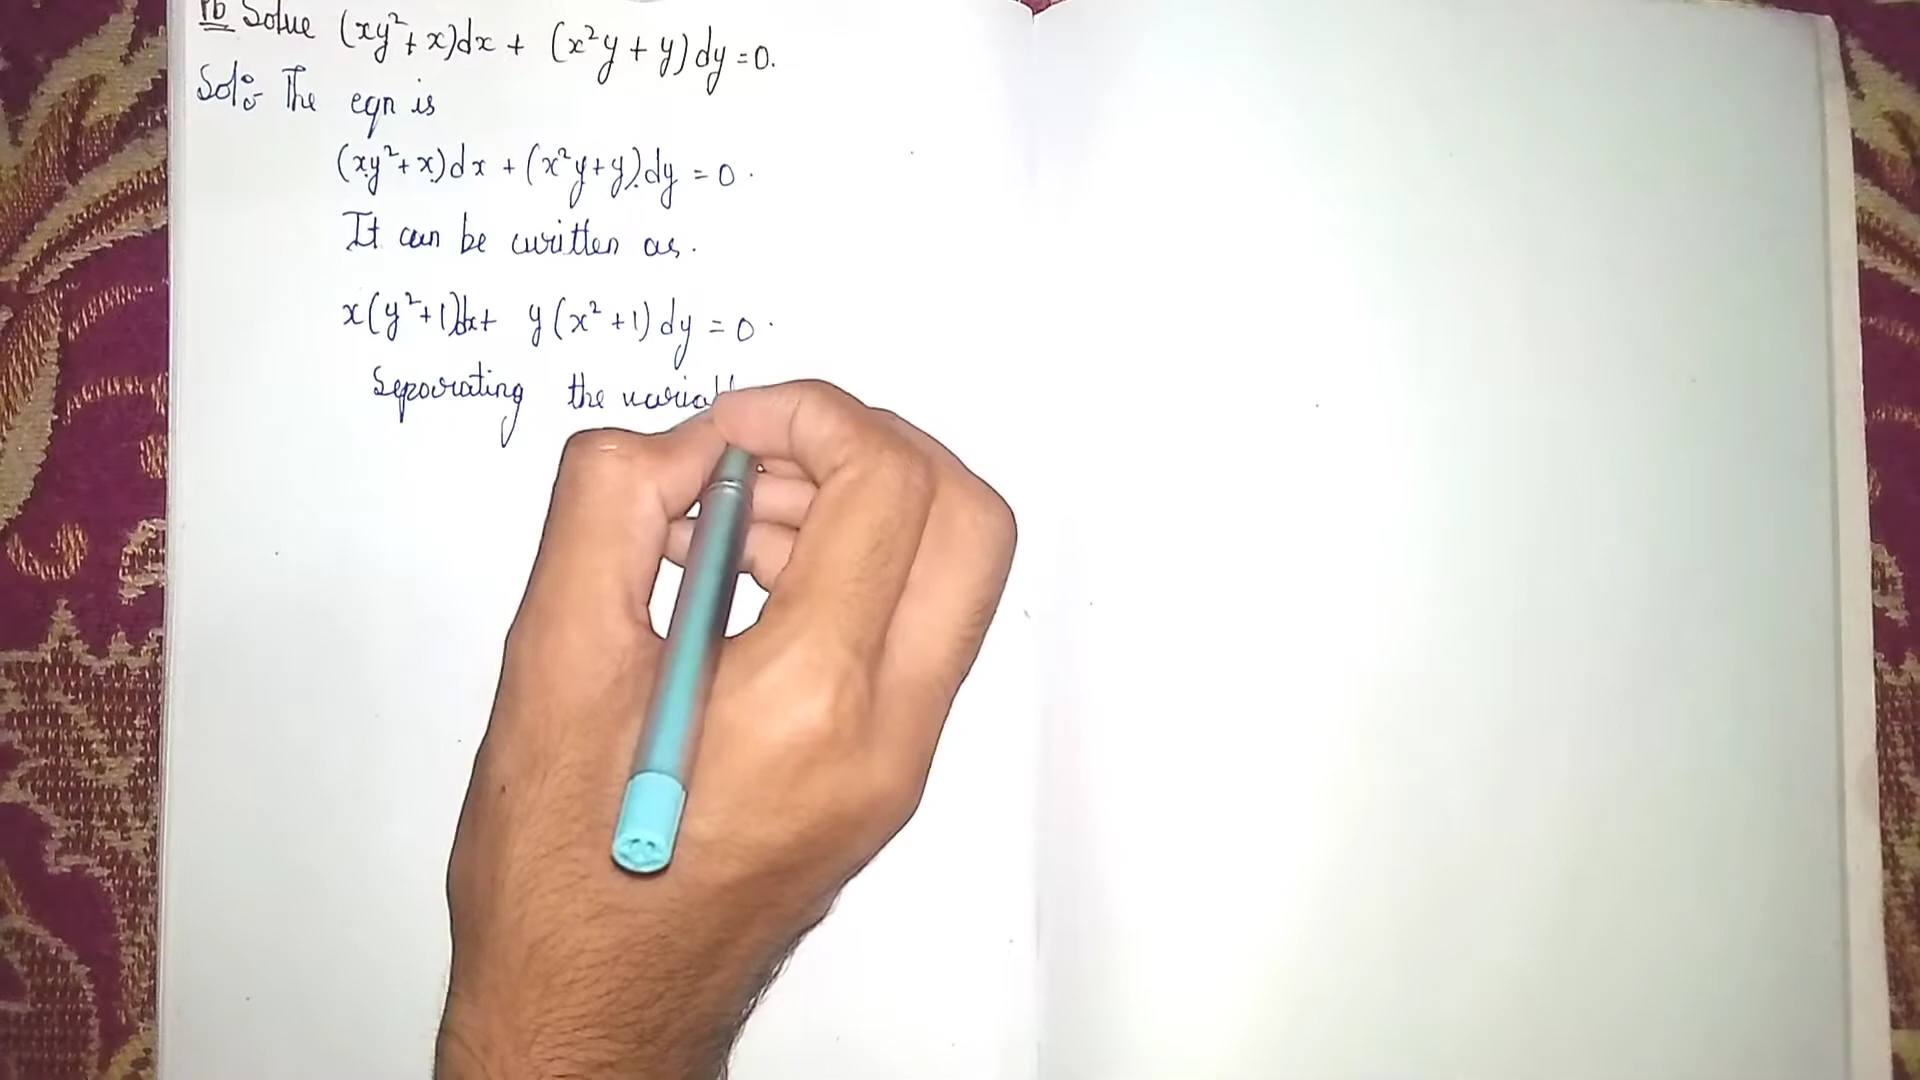 Pb Solve (xy²+x)dx + (x²y + y)dy = 0.
Sol:- The eqn is
(xy²+x)dx + (x²y+y)dy = 0.
It can be written as.
x(y²+1)dx + y(x²+1)dy = 0.
Separating the